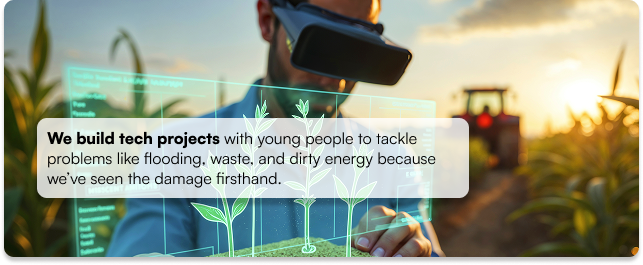 We build tech projects with young people to tackle
problems like flooding, waste, and dirty energy because
we've seen the damage firsthand.